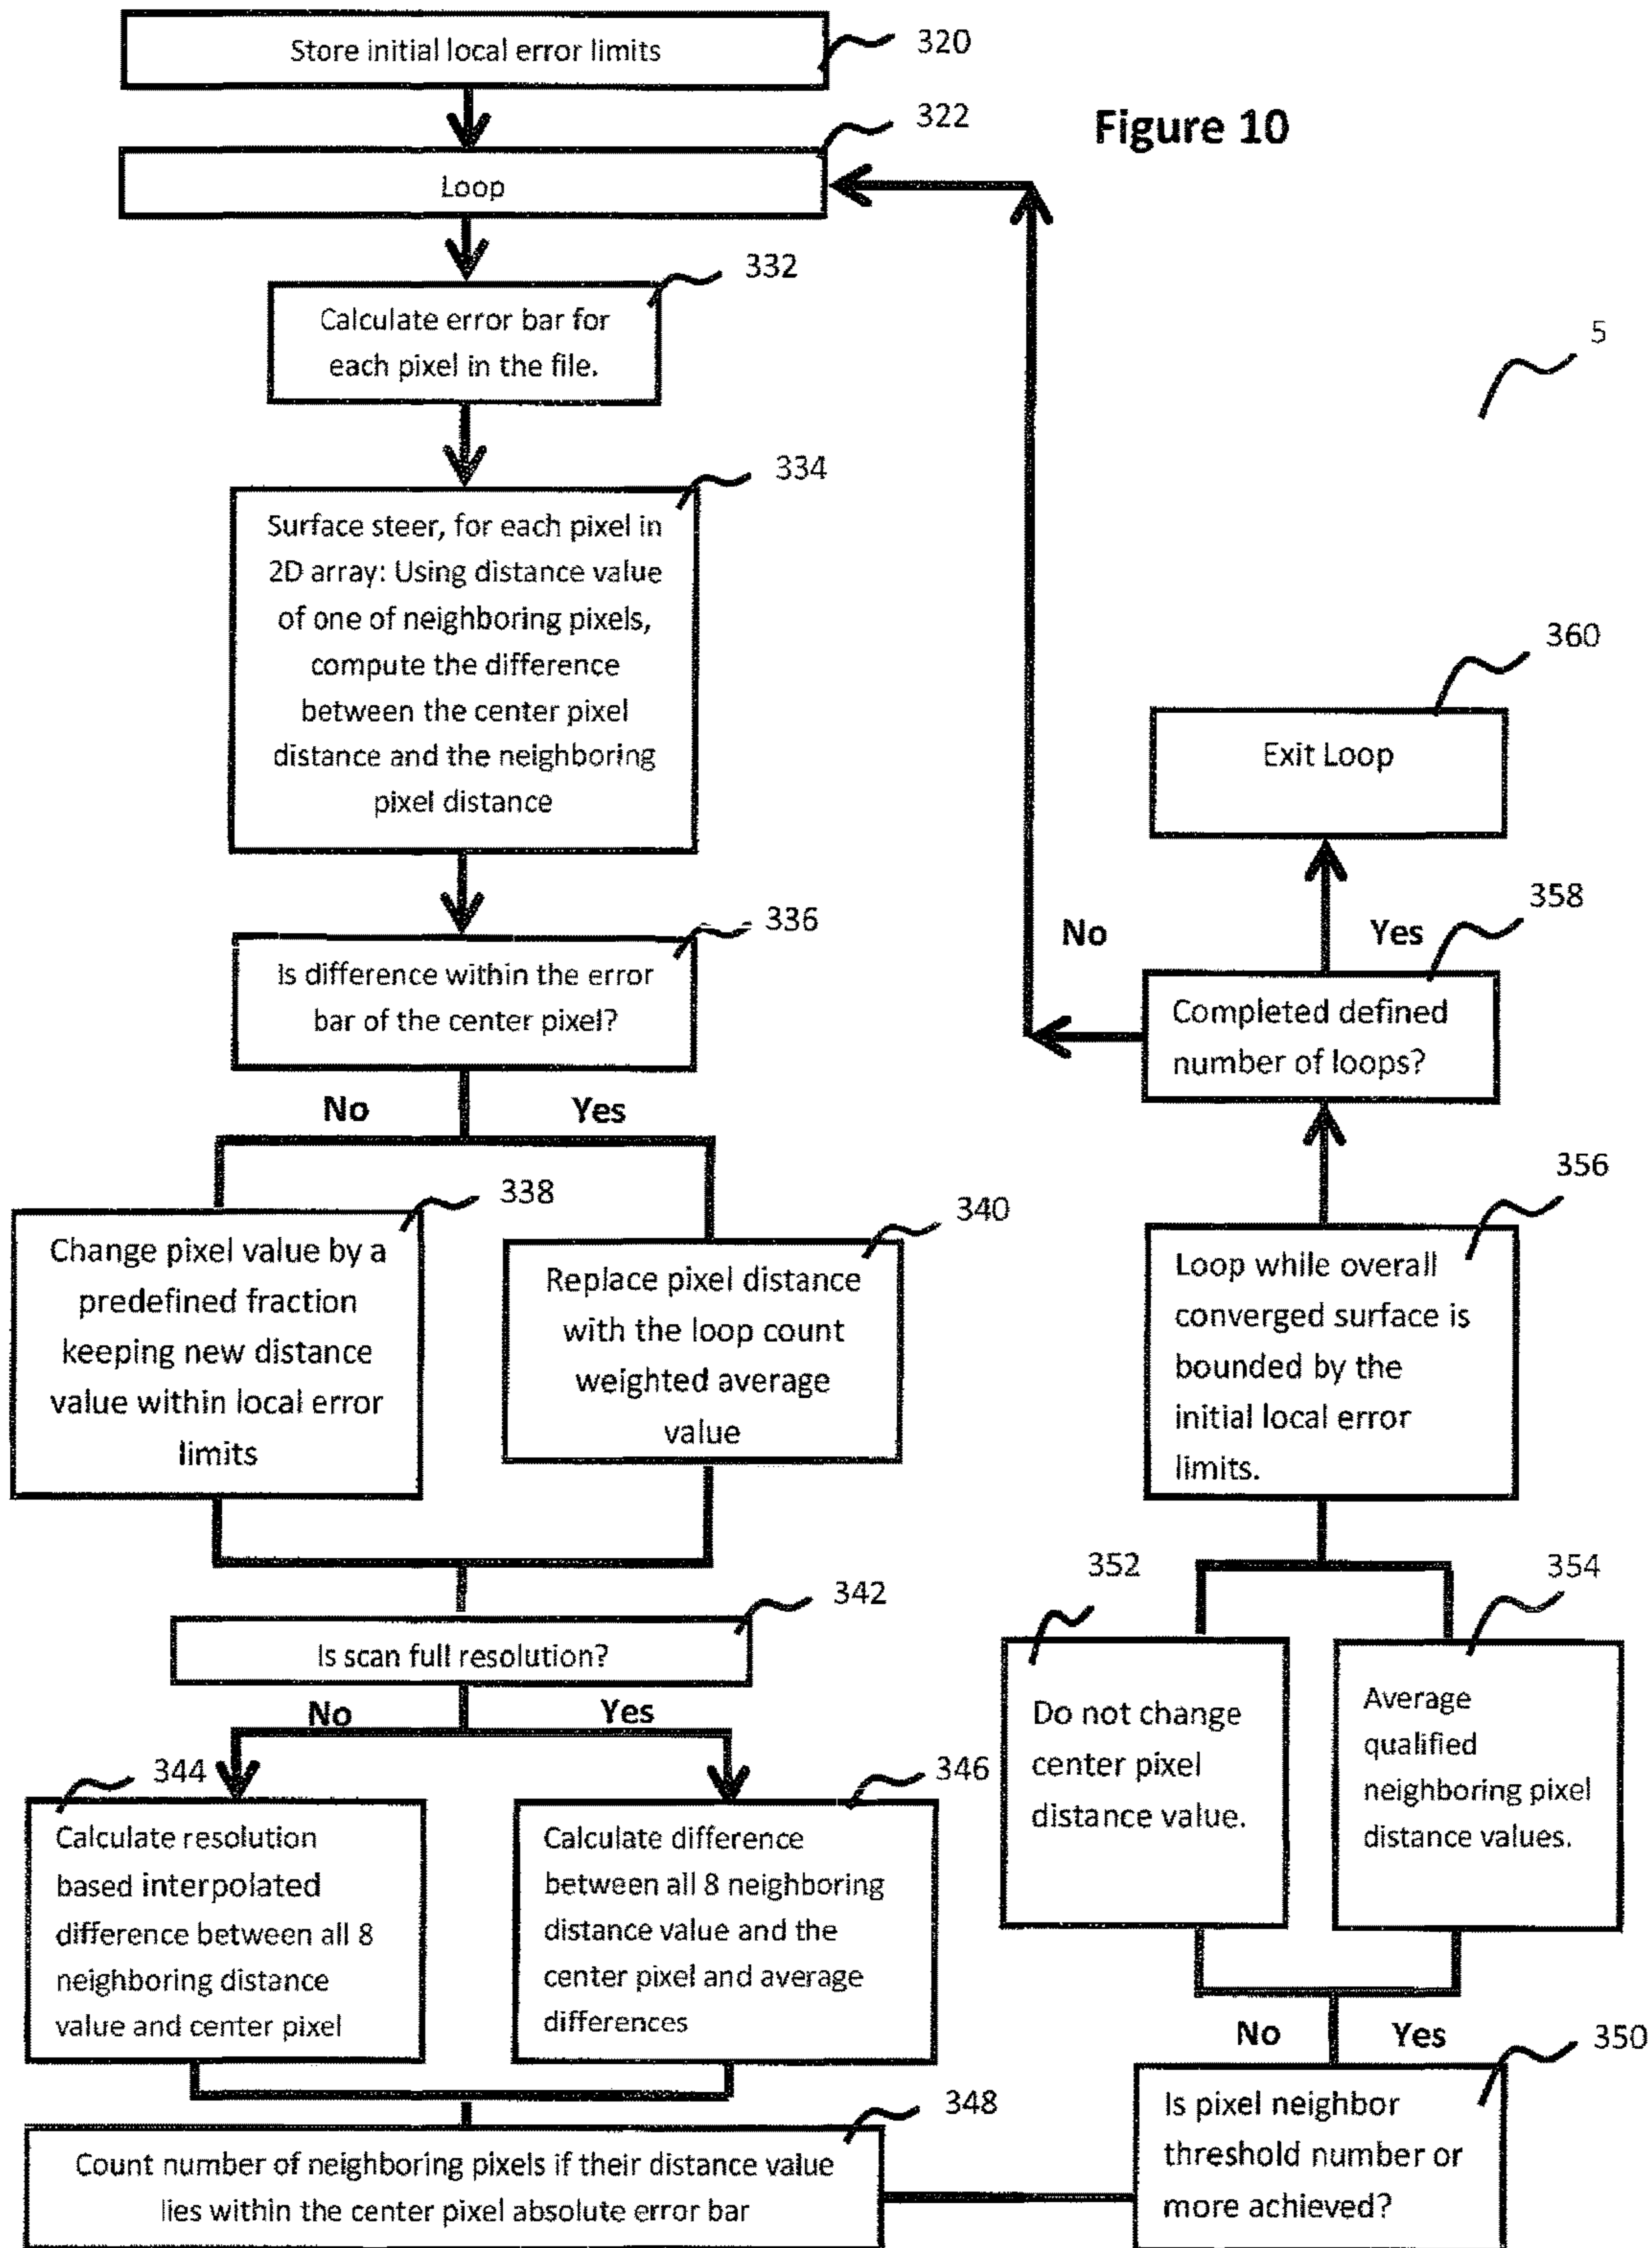 Store initial local error limits
320
Loop
322
Figure 10
Calculate error bar for
each pixel in the file.
332
5
Surface steer, for each pixel in
2D array: Using distance value
of one of neighboring pixels,
compute the difference
between the center pixel
distance and the neighboring
pixel distance
334
Is difference within the error
bar of the center pixel?
336
No
Yes
Change pixel value by a
predefined fraction
keeping new distance
value within local error
limits
338
Replace pixel distance
with the loop count
weighted average
value
340
Is scan full resolution?
342
No
Yes
Calculate resolution
based interpolated
difference between all 8
neighboring distance
value and center pixel
344
Calculate difference
between all 8 neighboring
distance value and the
center pixel and average
differences
346
Count number of neighboring pixels if their distance value
lies within the center pixel absolute error bar
348
Is pixel neighbor
threshold number or
more achieved?
350
No
Yes
Do not change
center pixel
distance value.
352
Average
qualified
neighboring pixel
distance values.
354
Loop while overall
converged surface is
bounded by the
initial local error
limits.
356
Completed defined
number of loops?
358
No
Yes
Exit Loop
360